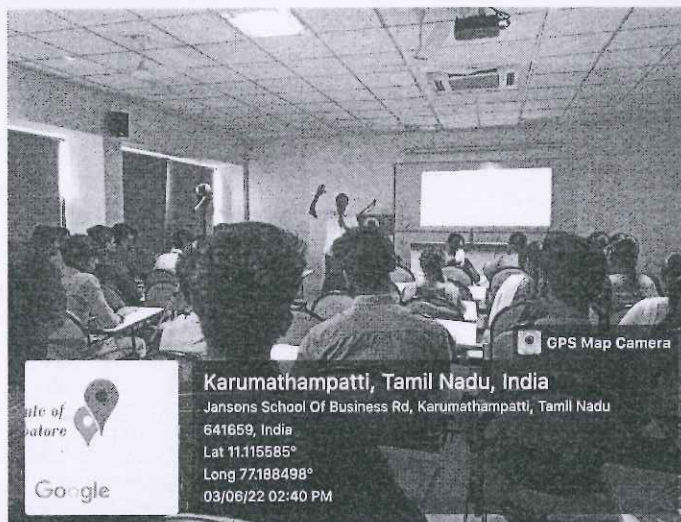 GPS Map Camera
Karumathampatti, Tamil Nadu, India
Jansons School Of Business Rd, Karumathampatti, Tamil Nadu
641659, India
Lat 11.115585°
Long 77.188498°
03/06/22 02:40 PM
of
Google